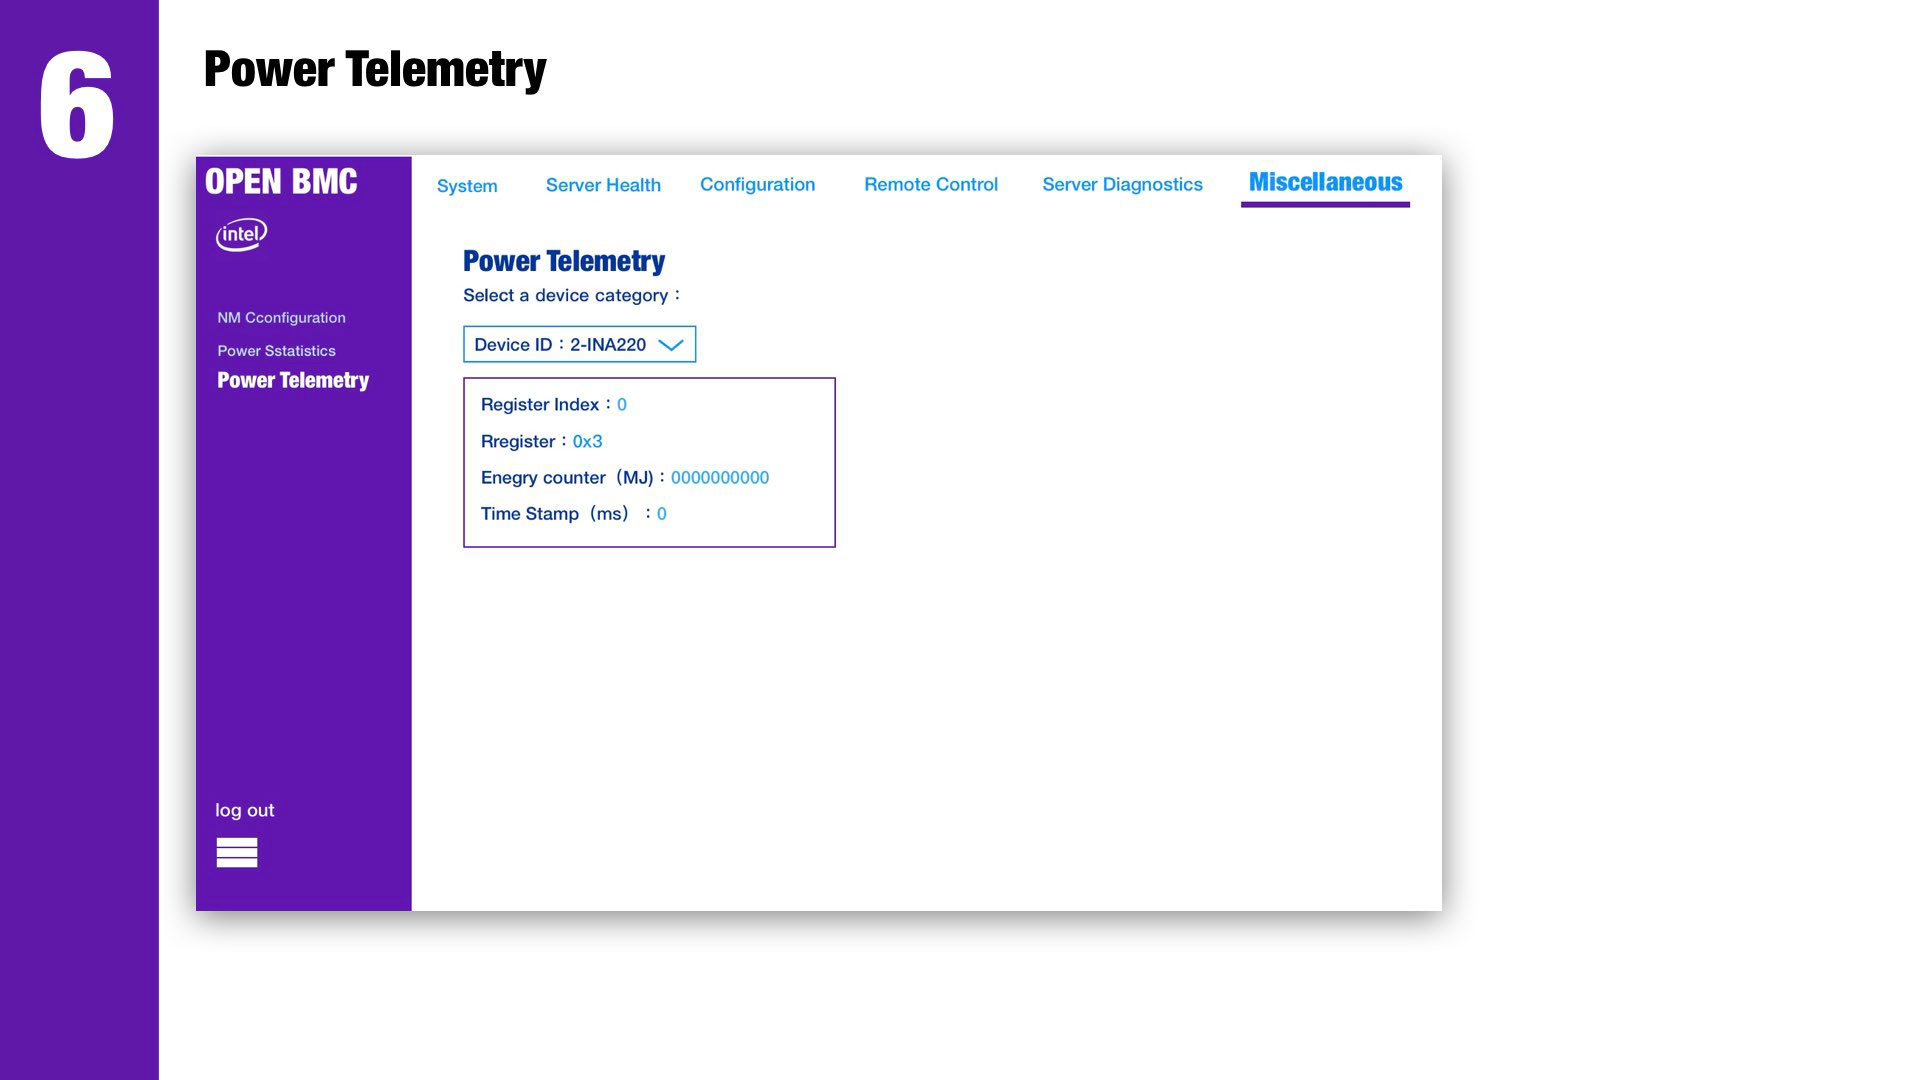 6
Power Telemetry
OPEN BMC
intel
System Server Health Configuration Remote Control Server Diagnostics Miscellaneous
NM Cconfiguration
Power Sstatistics
Power Telemetry
log out
Power Telemetry
Select a device category：
Device ID：2-INA220
Register Index：0
Rregister：0x3
Enegry counter（MJ)：0000000000
Time Stamp（ms）：0